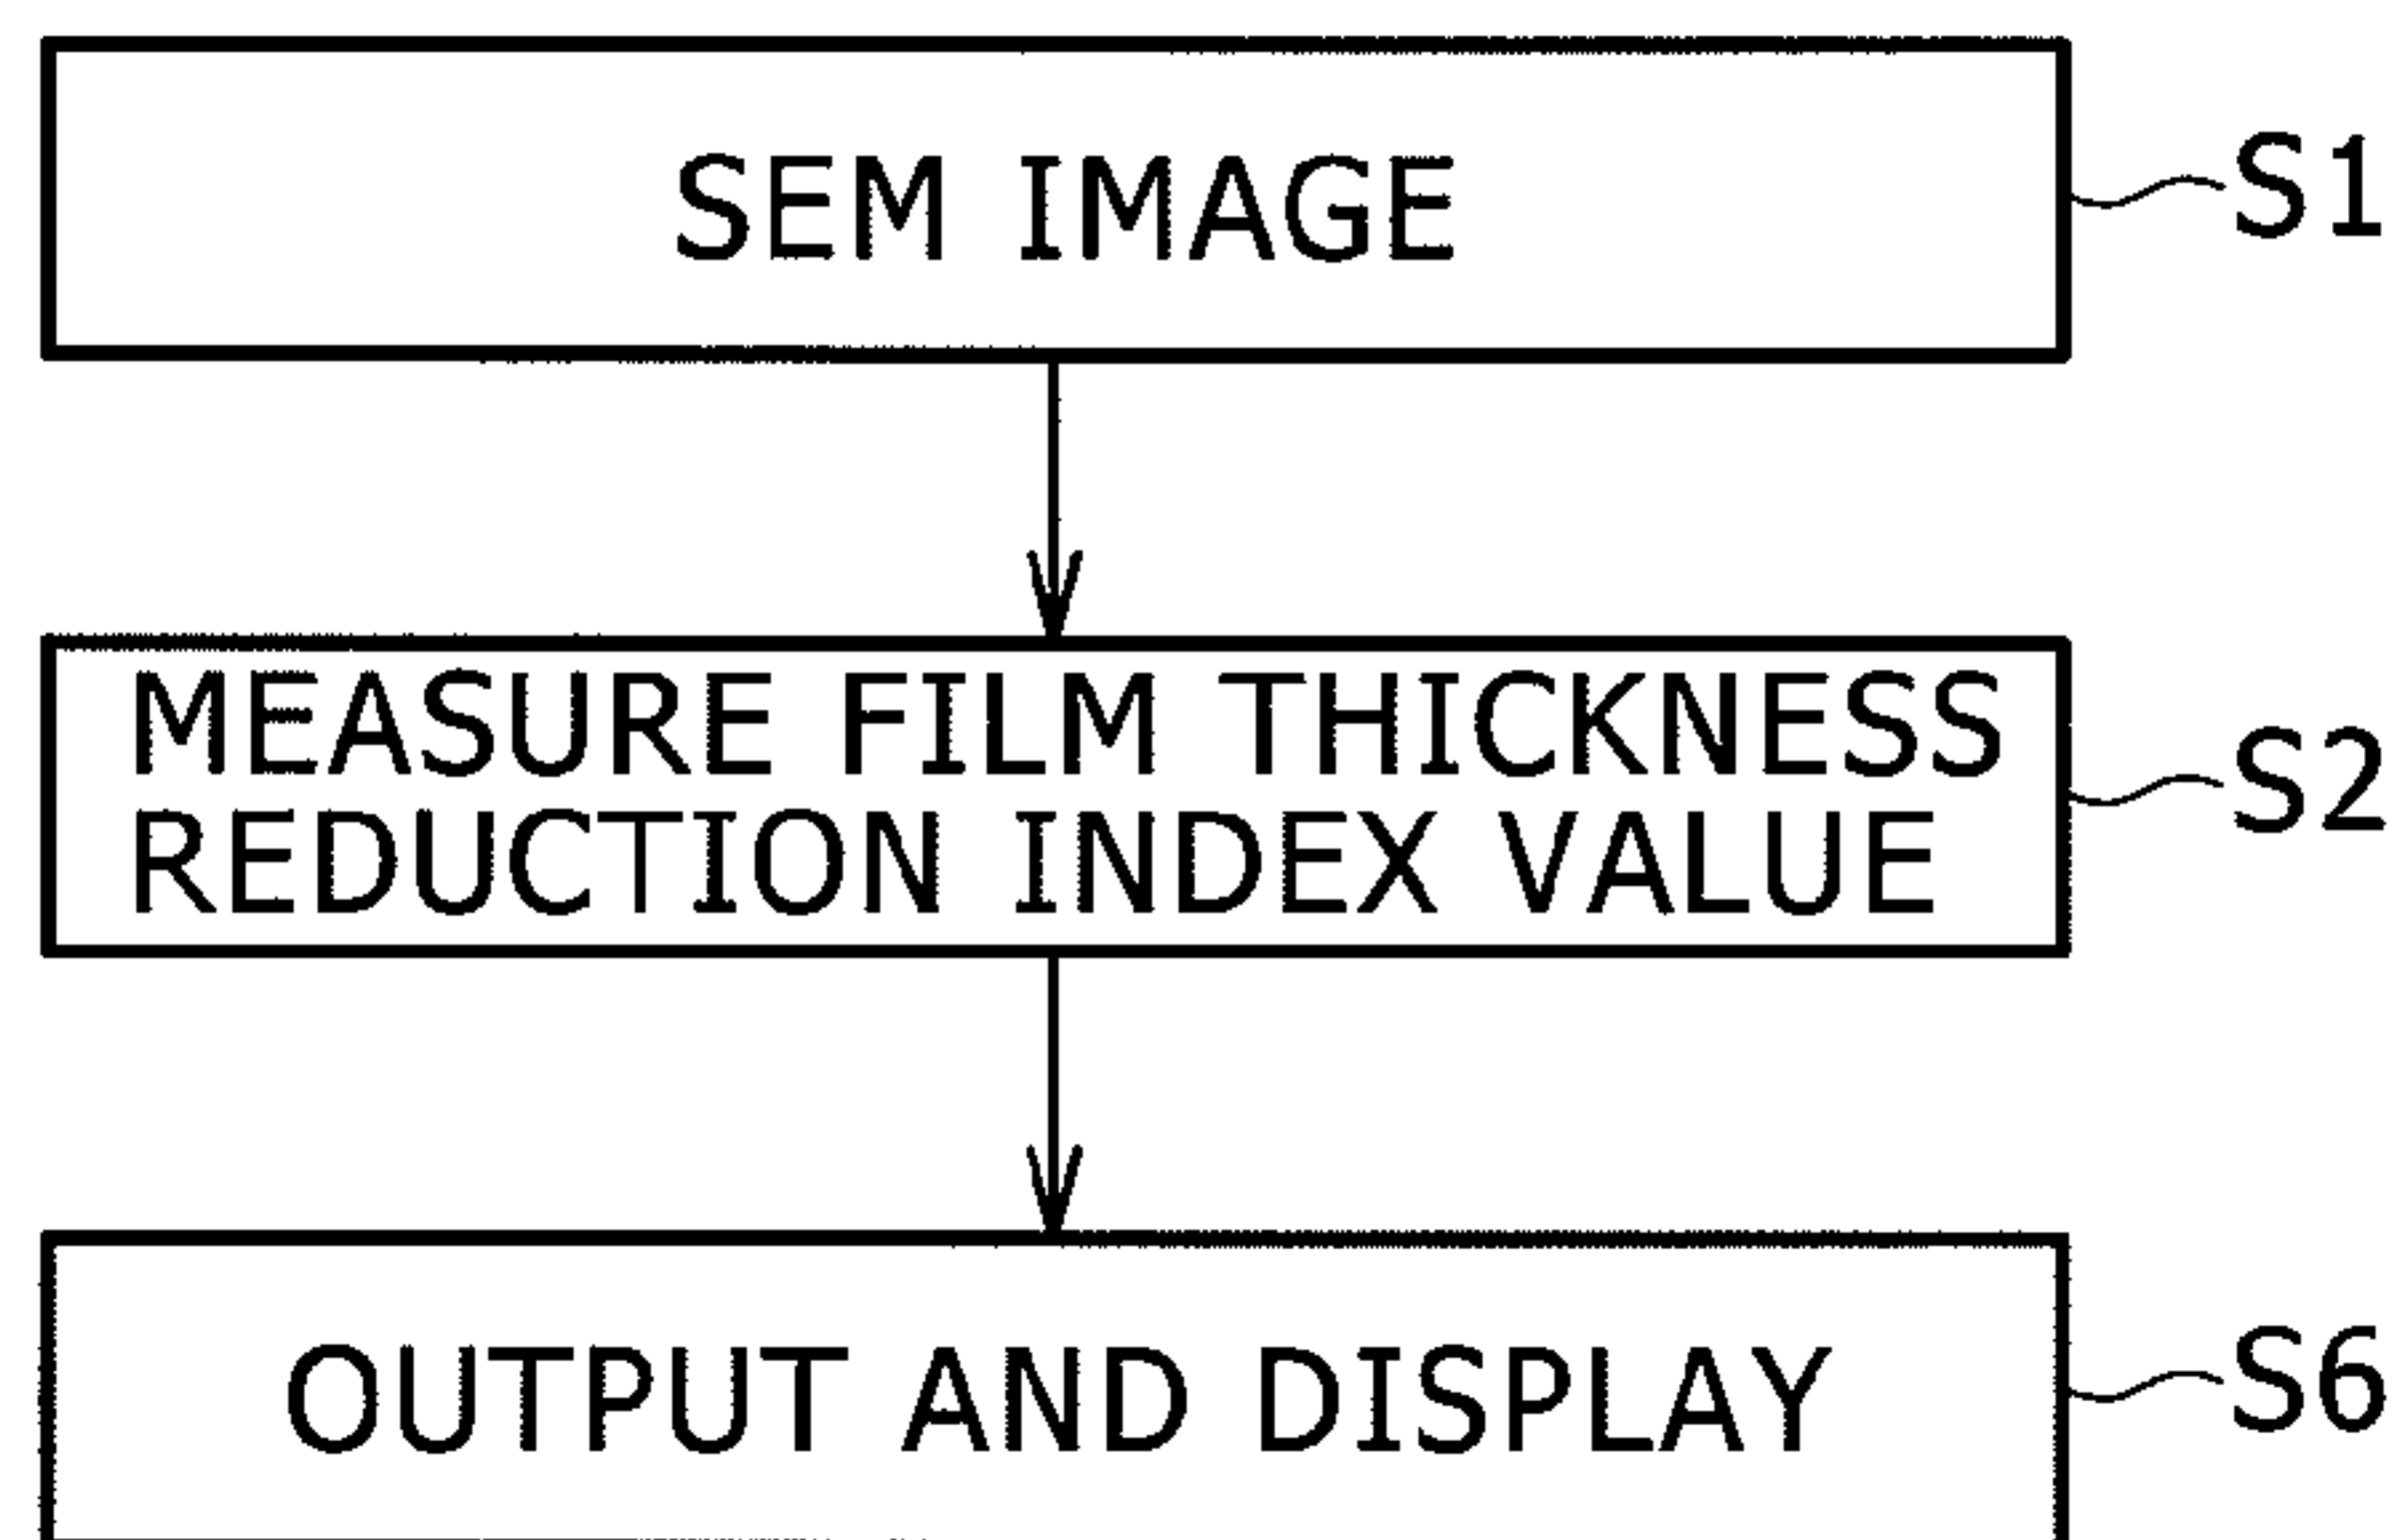 SEM IMAGE
S1
MEASURE FILM THICKNESS
REDUCTION INDEX VALUE
S2
OUTPUT AND DISPLAY
S6